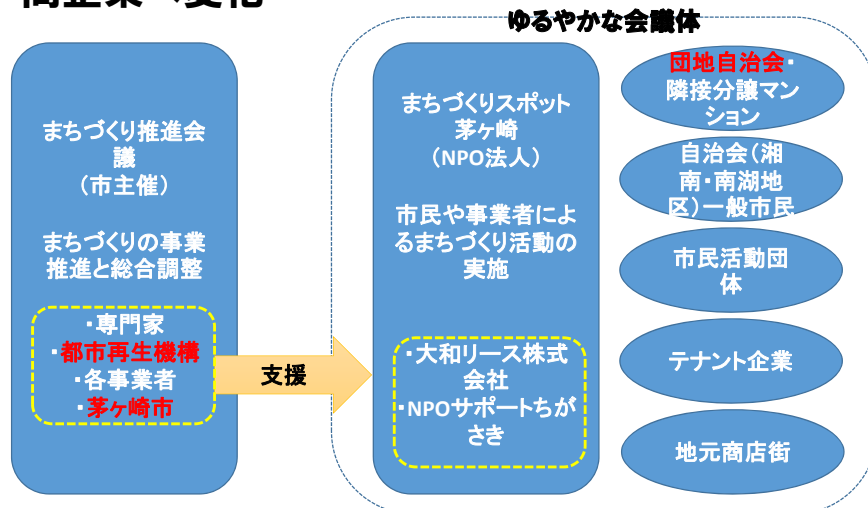 間企業へ変化
ゆるやかな会議体
まちづくり推進会
議
(市主催)
まちづくりの事業
推進と総合調整
・専門家
・都市再生機構
・各事業者
・茅ヶ崎市
支援
まちづくりスポット
茅ヶ崎
(NPO法人)
市民や事業者によ
るまちづくり活動の
実施
・大和リース株式
会社
・NPOサポートちが
さき
団地自治会・
隣接分譲マン
ション
自治会(湘
南・南湖地
区)一般市民
市民活動団
体
テナント企業
地元商店街